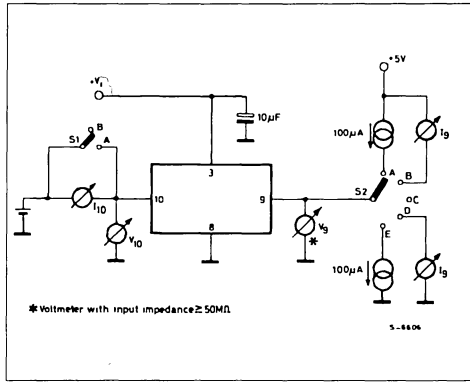 +Vi
+5V
10µF
S1
B
A
100µA
I9
3
A
B
S2
C
D
10
9
I10
V10
8
V9
*
E
100µA
I9
* Voltmeter with input impedance ≥ 50MΩ
S-6606